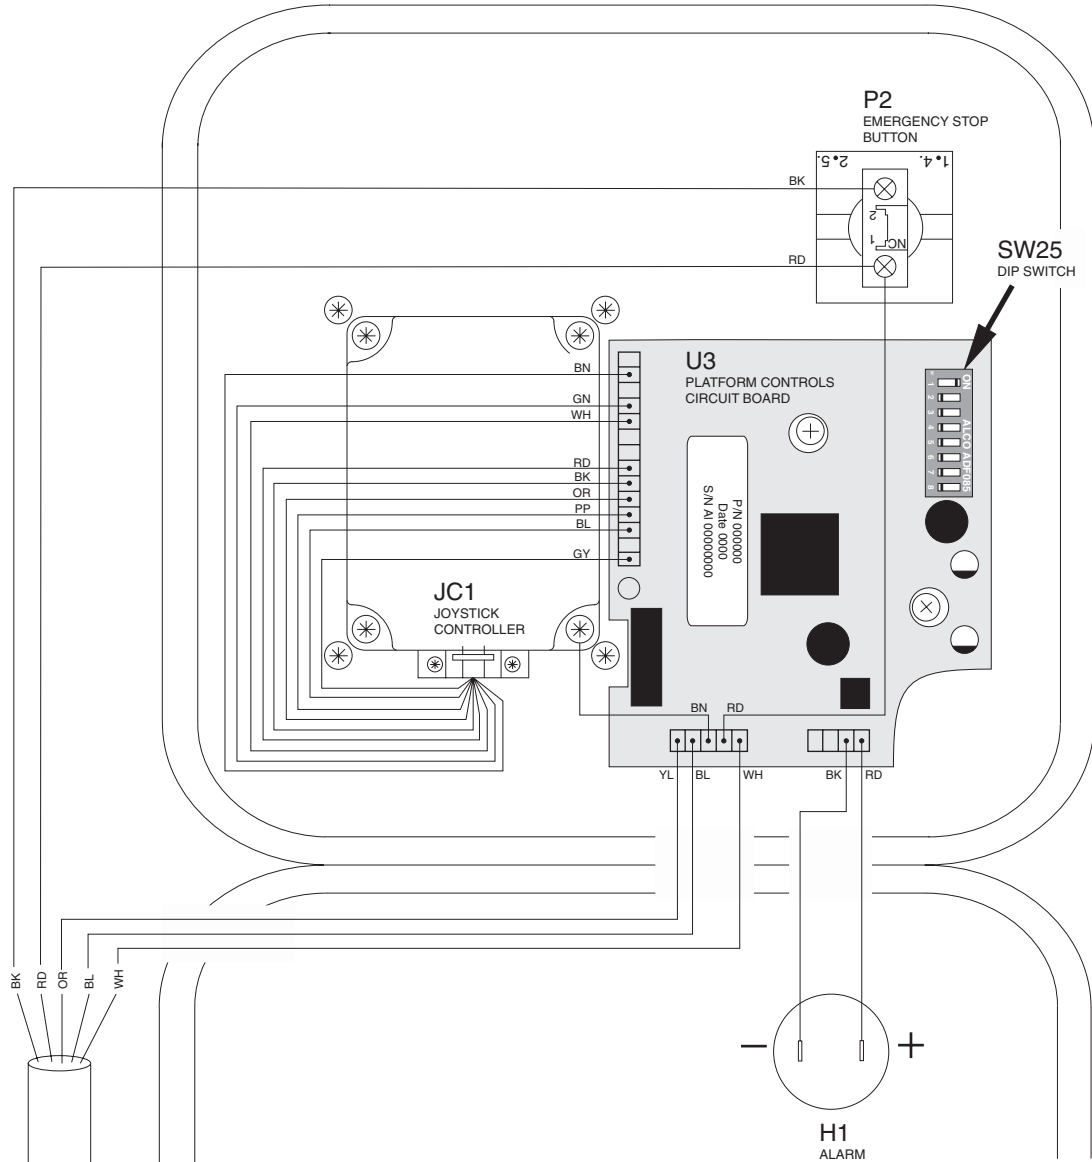 P2
EMERGENCY STOP
BUTTON
2.•5.
1.•4.
BK
2
1
NC
RD
SW25
DIP SWITCH
U3
PLATFORM CONTROLS
CIRCUIT BOARD
BN
GN
WH
RD
BK
OR
PP
BL
GY
ON
1
2
3
4
5
6
7
8
ALCO ADF08S
P/N 000000
Date 0000
S/N AI 00000000
JC1
JOYSTICK
CONTROLLER
BN
RD
YL
BL
WH
BK
RD
BK
RD
OR
BL
WH
−
+
H1
ALARM